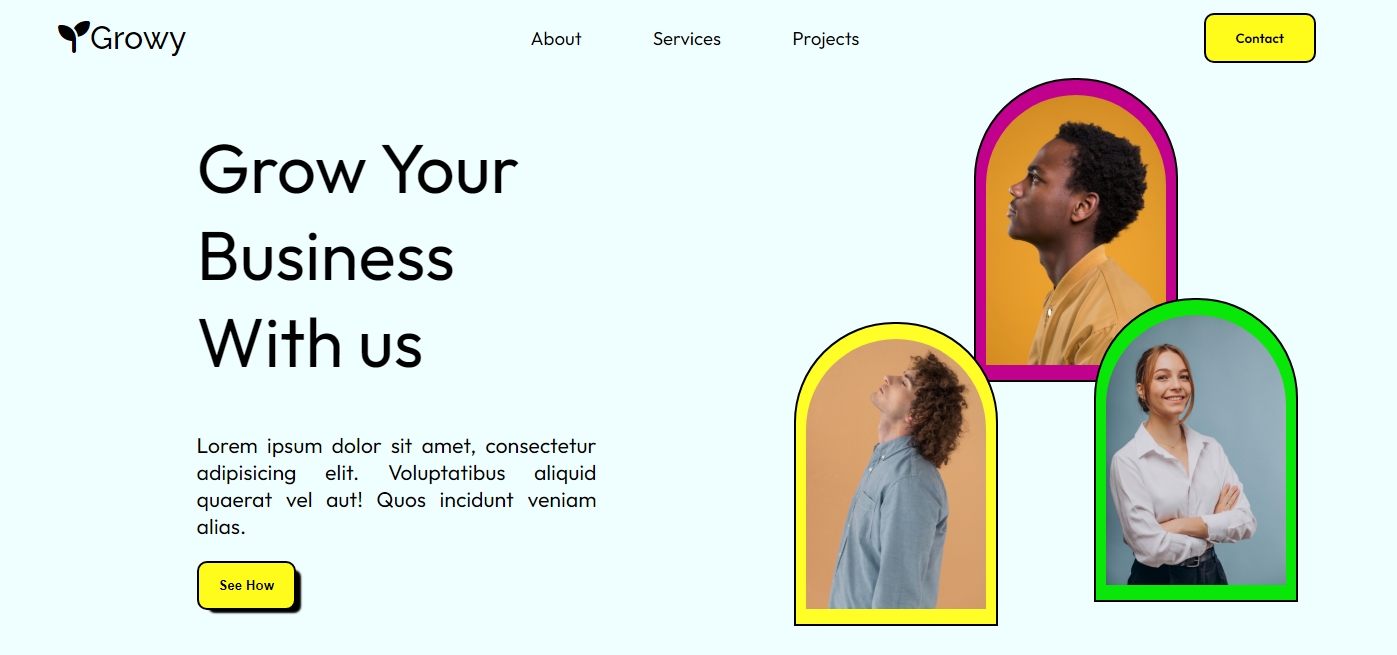 Growy
About
Services
Projects
Contact
Grow Your
Business
With us
Lorem ipsum dolor sit amet, consectetur
adipisicing elit. Voluptatibus aliquid
quaerat vel aut! Quos incidunt veniam
alias.
See How